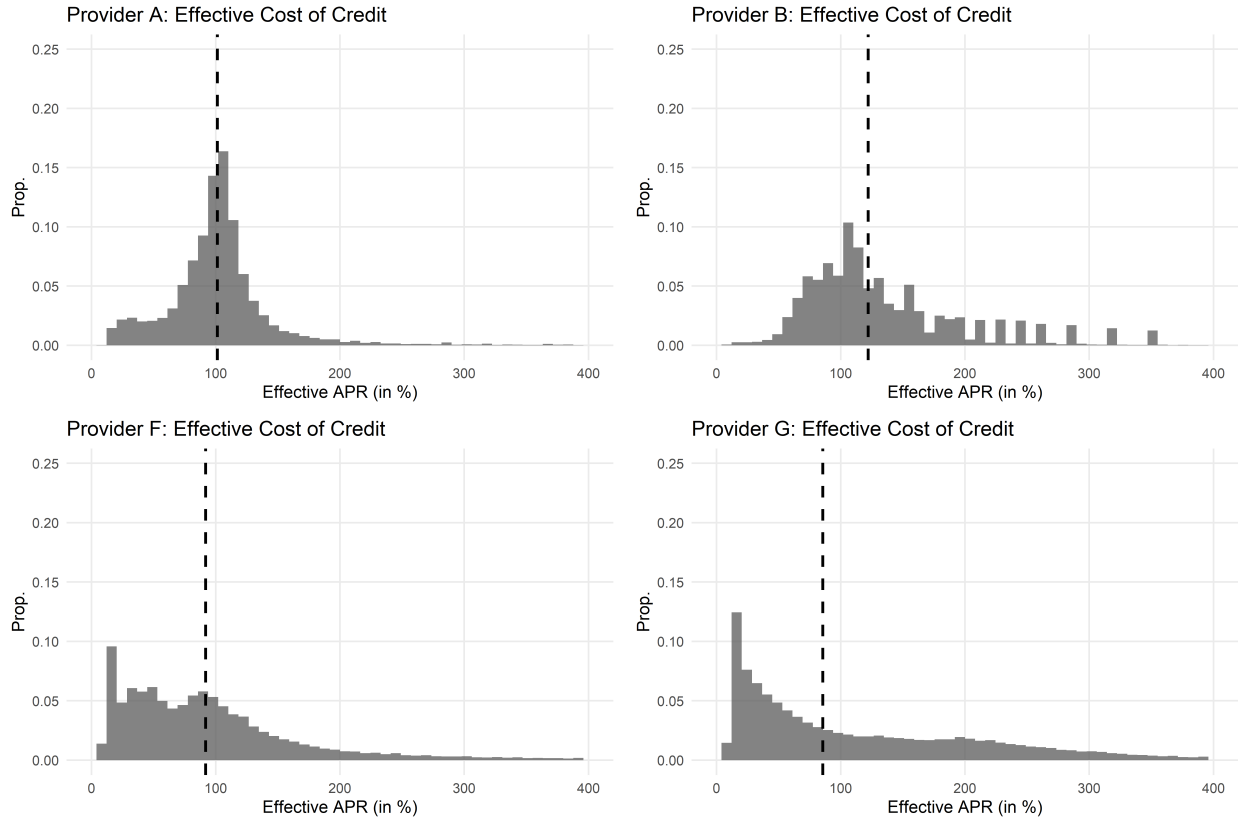 Provider A: Effective Cost of Credit
Prop.
0.25
0.20
0.15
0.10
0.05
0.00
0 100 200 300 400
Effective APR (in %)
Provider B: Effective Cost of Credit
Prop.
0.25
0.20
0.15
0.10
0.05
0.00
0 100 200 300 400
Effective APR (in %)
Provider F: Effective Cost of Credit
Prop.
0.25
0.20
0.15
0.10
0.05
0.00
0 100 200 300 400
Effective APR (in %)
Provider G: Effective Cost of Credit
Prop.
0.25
0.20
0.15
0.10
0.05
0.00
0 100 200 300 400
Effective APR (in %)